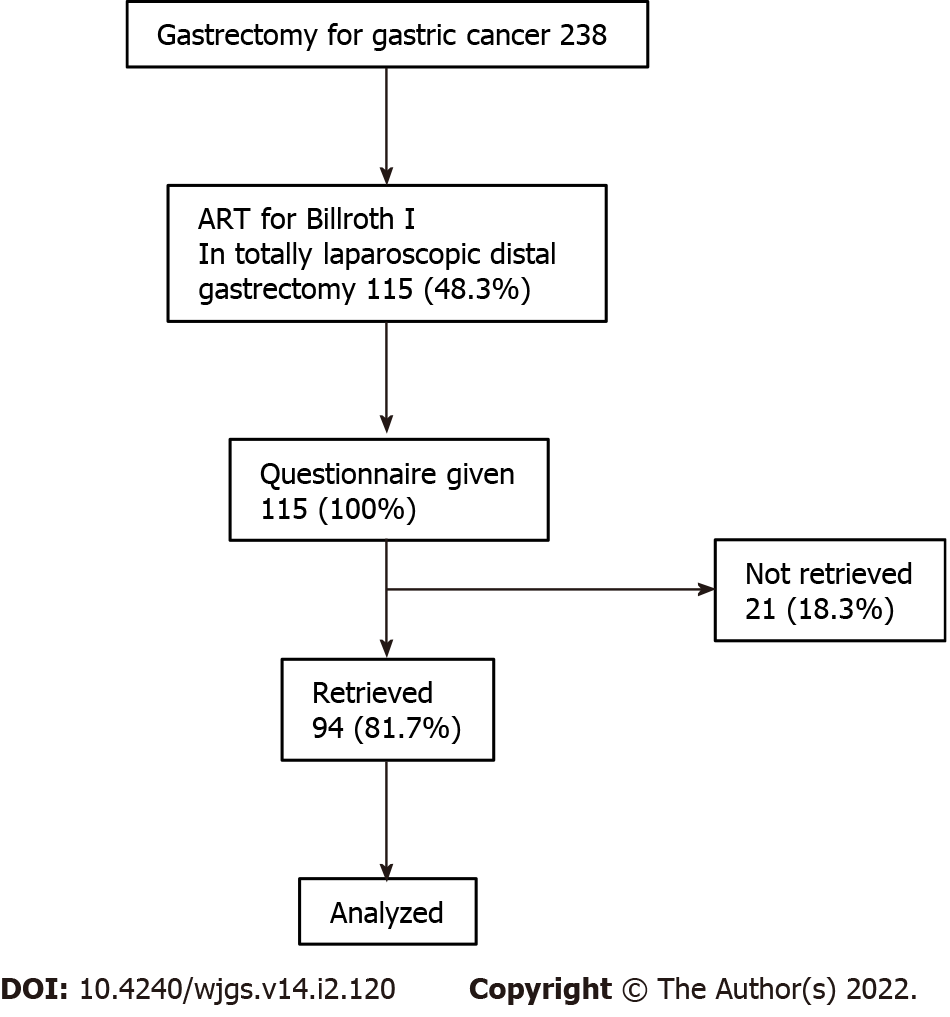 Gastrectomy for gastric cancer 238
ART for Billroth I
In totally laparoscopic distal
gastrectomy 115 (48.3%)
Questionnaire given
115 (100%)
Not retrieved
21 (18.3%)
Retrieved
94 (81.7%)
Analyzed
DOI: 10.4240/wjgs.v14.i2.120 Copyright © The Author(s) 2022.